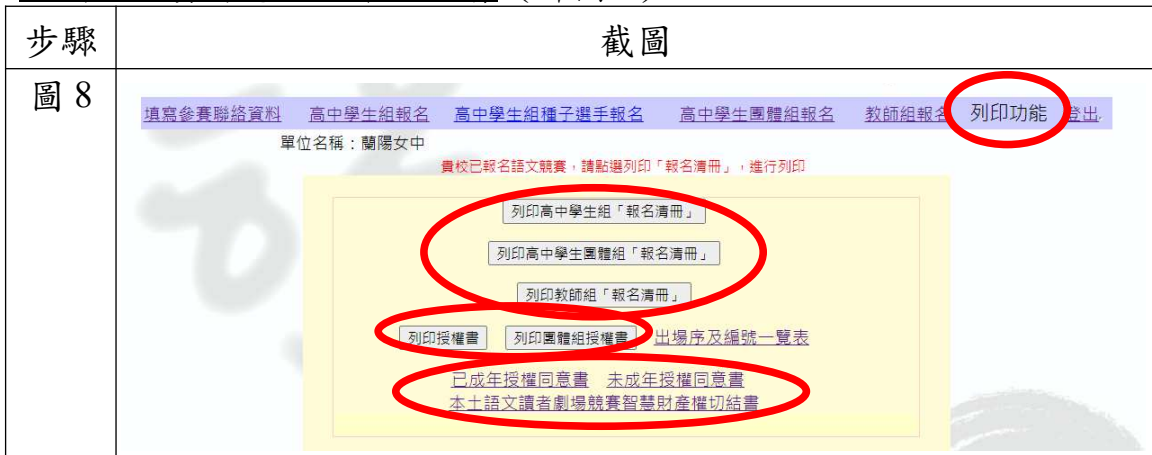 步驟 截圖
圖 8
填寫參賽聯絡資料 高中學生組報名 高中學生組種子選手報名 高中學生團體組報名 教師組報名 列印功能 登出
單位名稱：蘭陽女中
貴校已報名語文競賽，請點選列印「報名清冊」，進行列印
列印高中學生組「報名清冊」
列印高中學生團體組「報名清冊」
列印教師組「報名清冊」
列印授權書 列印團體組授權書 出場序及編號一覽表
已成年授權同意書 未成年授權同意書
本土語文讀者劇場競賽智慧財產權切結書